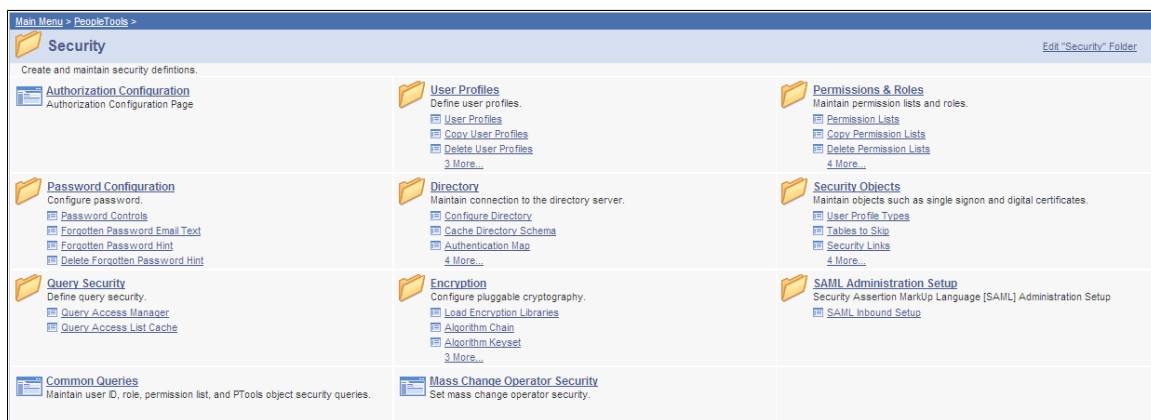 Main Menu > PeopleTools >
Security
Edit "Security" Folder
Create and maintain security defintions.
Authorization Configuration
Authorization Configuration Page
User Profiles
Define user profiles.
User Profiles
Copy User Profiles
Delete User Profiles
3 More...
Permissions & Roles
Maintain permission lists and roles.
Permission Lists
Copy Permission Lists
Delete Permission Lists
4 More...
Password Configuration
Configure password.
Password Controls
Forgotten Password Email Text
Forgotten Password Hint
Delete Forgotten Password Hint
Directory
Maintain connection to the directory server.
Configure Directory
Cache Directory Schema
Authentication Map
4 More...
Security Objects
Maintain objects such as single signon and digital certificates.
User Profile Types
Tables to Skip
Security Links
4 More...
Query Security
Define query security.
Query Access Manager
Query Access List Cache
Encryption
Configure pluggable cryptography.
Load Encryption Libraries
Algorithm Chain
Algorithm Keyset
3 More...
SAML Administration Setup
Security Assertion MarkUp Language [SAML] Administration Setup
SAML Inbound Setup
Common Queries
Maintain user ID, role, permission list, and PTools object security queries.
Mass Change Operator Security
Set mass change operator security.